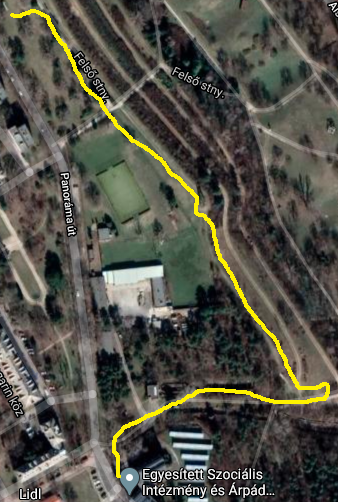 Felső stny.
Felső stny.
Panoráma út
Lidl
Egyesített Szociális
Intézmény és Árpád...